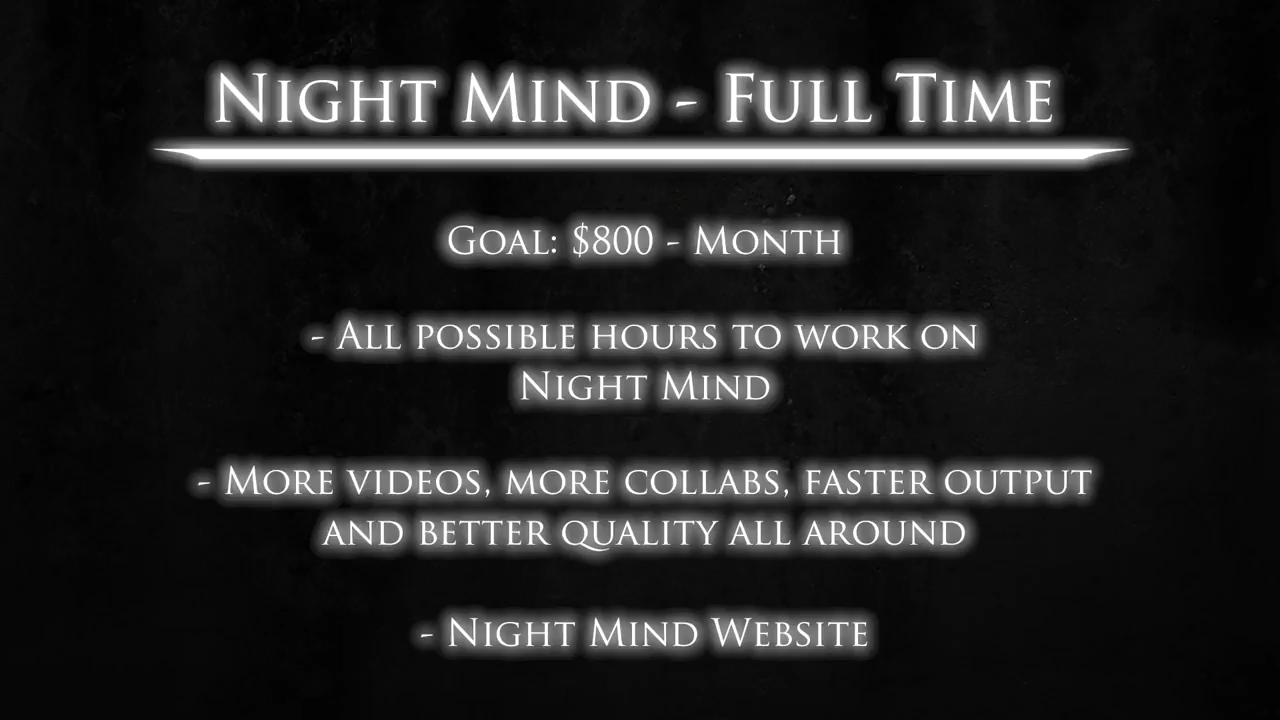 Night Mind - Full Time
Goal: $800 - Month
- All possible hours to work on
Night Mind
- More videos, more collabs, faster output
and better quality all around
- Night Mind Website